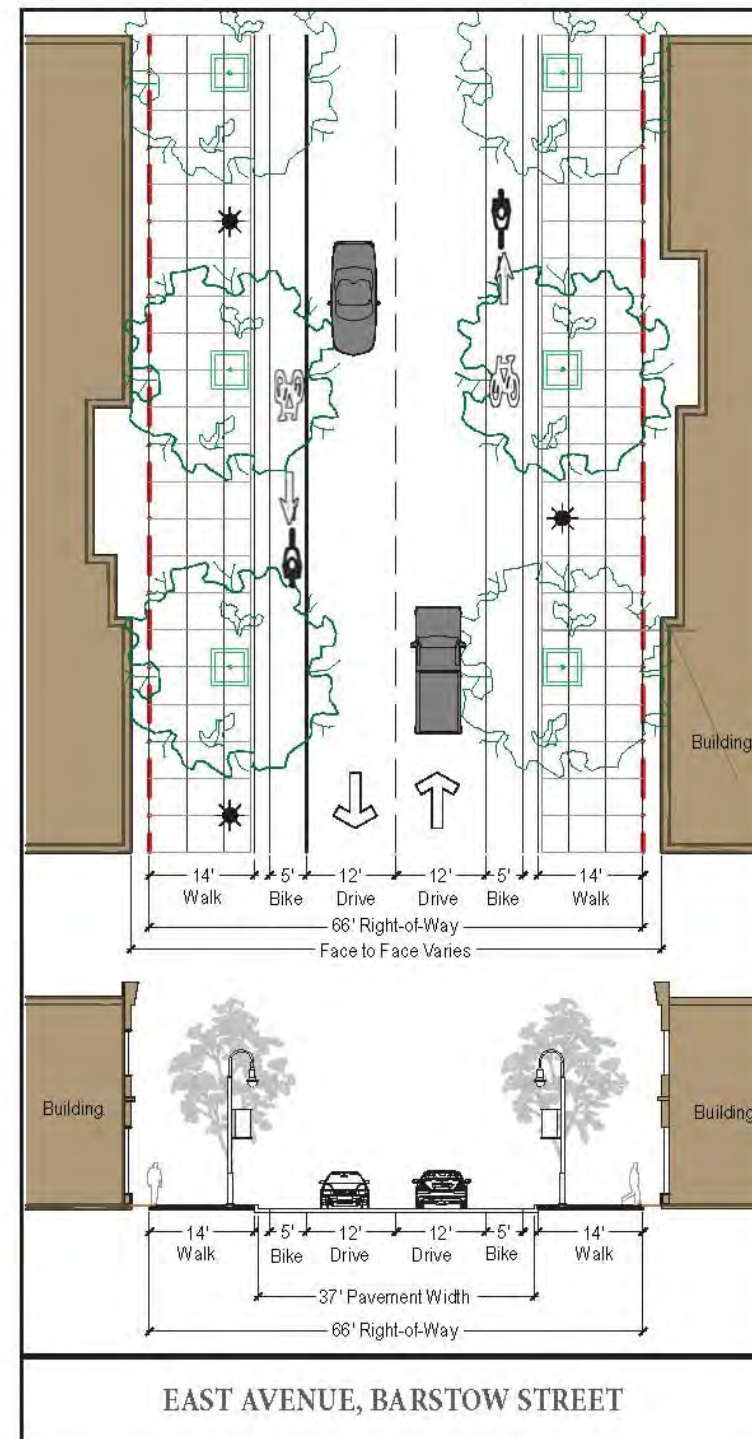 Building
14' 5' 12' 12' 5' 14'
Walk Bike Drive Drive Bike Walk
66' Right-of-Way
Face to Face Varies
Building Building
14' 5' 12' 12' 5' 14'
Walk Bike Drive Drive Bike Walk
37' Pavement Width
66' Right-of-Way
EAST AVENUE, BARSTOW STREET